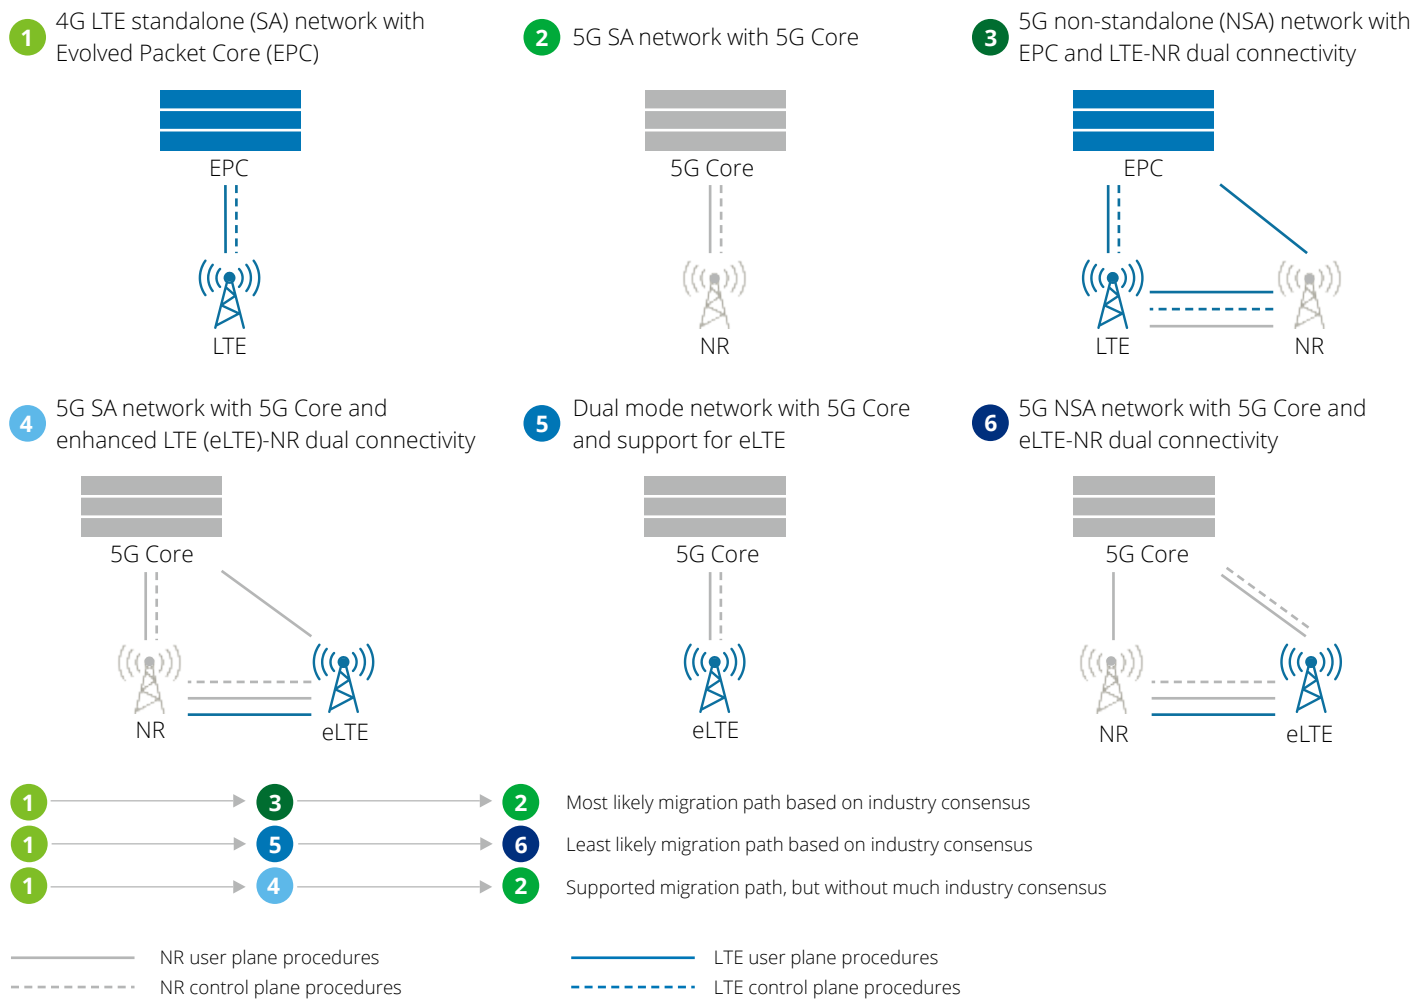 1
4G LTE standalone (SA) network with
Evolved Packet Core (EPC)
EPC
LTE
2
5G SA network with 5G Core
5G Core
NR
3
5G non-standalone (NSA) network with
EPC and LTE-NR dual connectivity
EPC
LTE
NR
4
5G SA network with 5G Core and
enhanced LTE (eLTE)-NR dual connectivity
5G Core
NR
eLTE
5
Dual mode network with 5G Core
and support for eLTE
5G Core
eLTE
6
5G NSA network with 5G Core and
eLTE-NR dual connectivity
5G Core
NR
eLTE
1 3 2 Most likely migration path based on industry consensus
1 5 6 Least likely migration path based on industry consensus
1 4 2 Supported migration path, but without much industry consensus
NR user plane procedures
NR control plane procedures
LTE user plane procedures
LTE control plane procedures